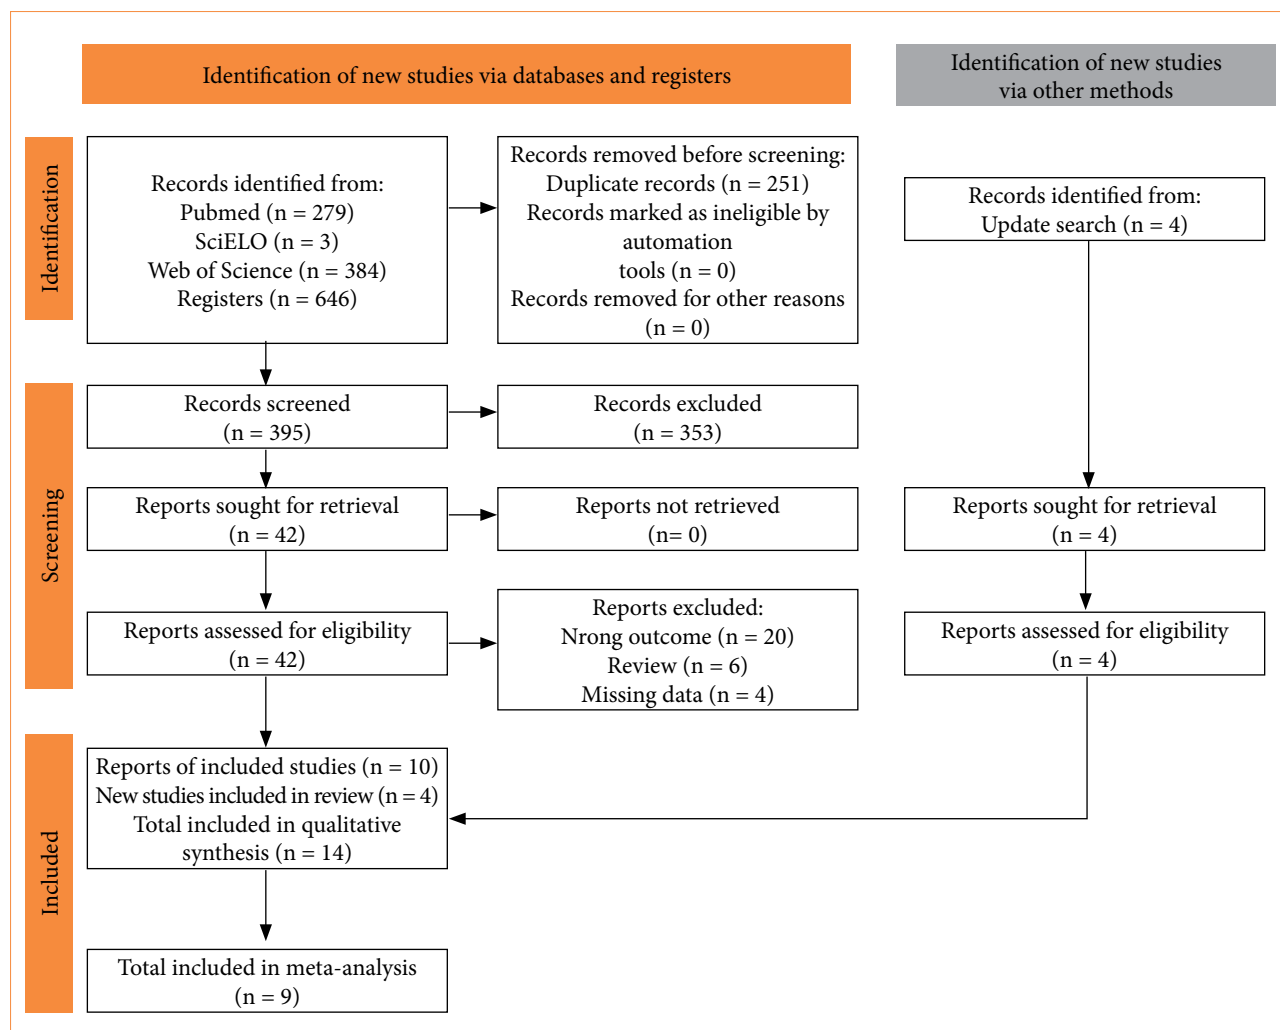 Identification of new studies via databases and registers
Identification of new studies
via other methods
Identification
Records identified from:
Pubmed (n = 279)
SciELO (n = 3)
Web of Science (n = 384)
Registers (n = 646)
Records removed before screening:
Duplicate records (n = 251)
Records marked as ineligible by
automation
tools (n = 0)
Records removed for other reasons
(n = 0)
Records identified from:
Update search (n = 4)
Screening
Records screened
(n = 395)
Records excluded
(n = 353)
Reports sought for retrieval
(n = 42)
Reports not retrieved
(n= 0)
Reports sought for retrieval
(n = 4)
Reports assessed for eligibility
(n = 42)
Reports excluded:
Nrong outcome (n = 20)
Review (n = 6)
Missing data (n = 4)
Reports assessed for eligibility
(n = 4)
Included
Reports of included studies (n = 10)
New studies included in review (n = 4)
Total included in qualitative
synthesis (n = 14)
Total included in meta-analysis
(n = 9)